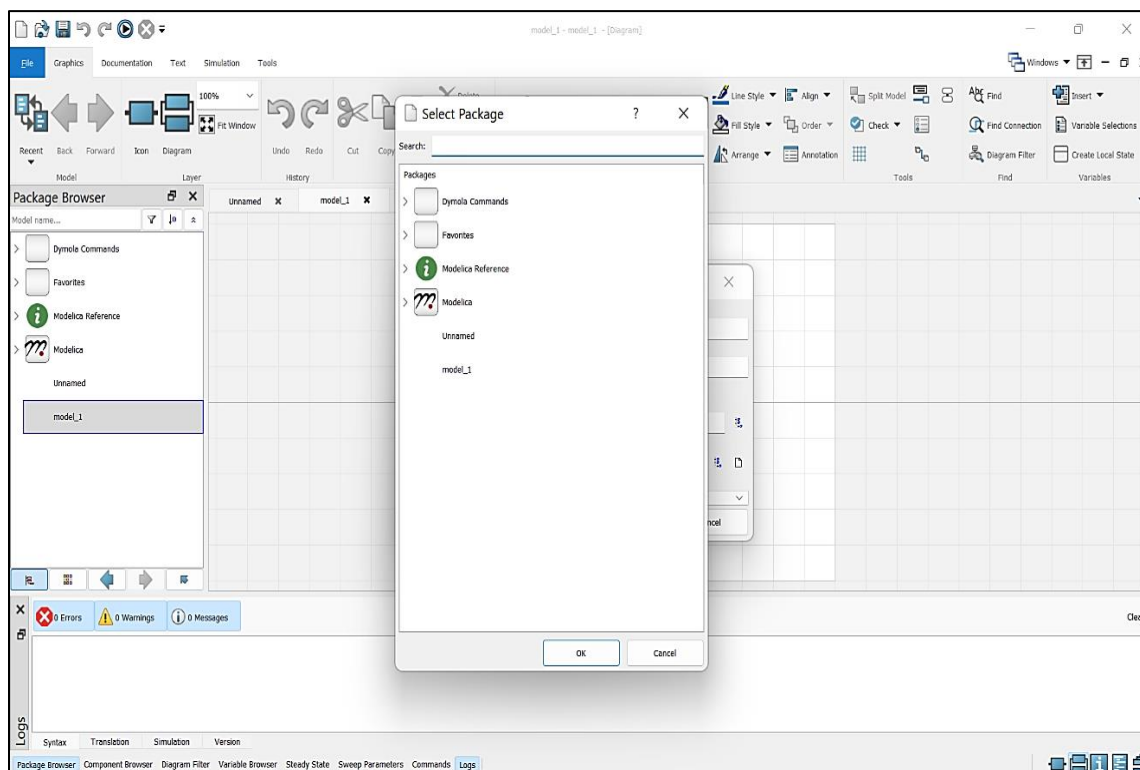 model_1 - model_1 - [Diagram]
File Graphics Documentation Text Simulation Tools
Windows
100%
Fit Window
Recent Back Forward Icon Diagram Undo Redo Cut
Model Layer History
Line Style Align Split Model Find Insert
Fill Style Order Check Find Connection Variable Selections
Arrange Annotation Diagram Filter Create Local State
Tools Find Variables
Package Browser
Unnamed model_1
Model name...
Dymola Commands
Favorites
Modelica Reference
Modelica
Unnamed
model_1
Select Package ?
Search:
Packages
Dymola Commands
Favorites
Modelica Reference
Modelica
Unnamed
model_1
OK Cancel
0 Errors 0 Warnings 0 Messages
Logs
Syntax Translation Simulation Version
Package Browser Component Browser Diagram Filter Variable Browser Steady State Sweep Parameters Commands Logs